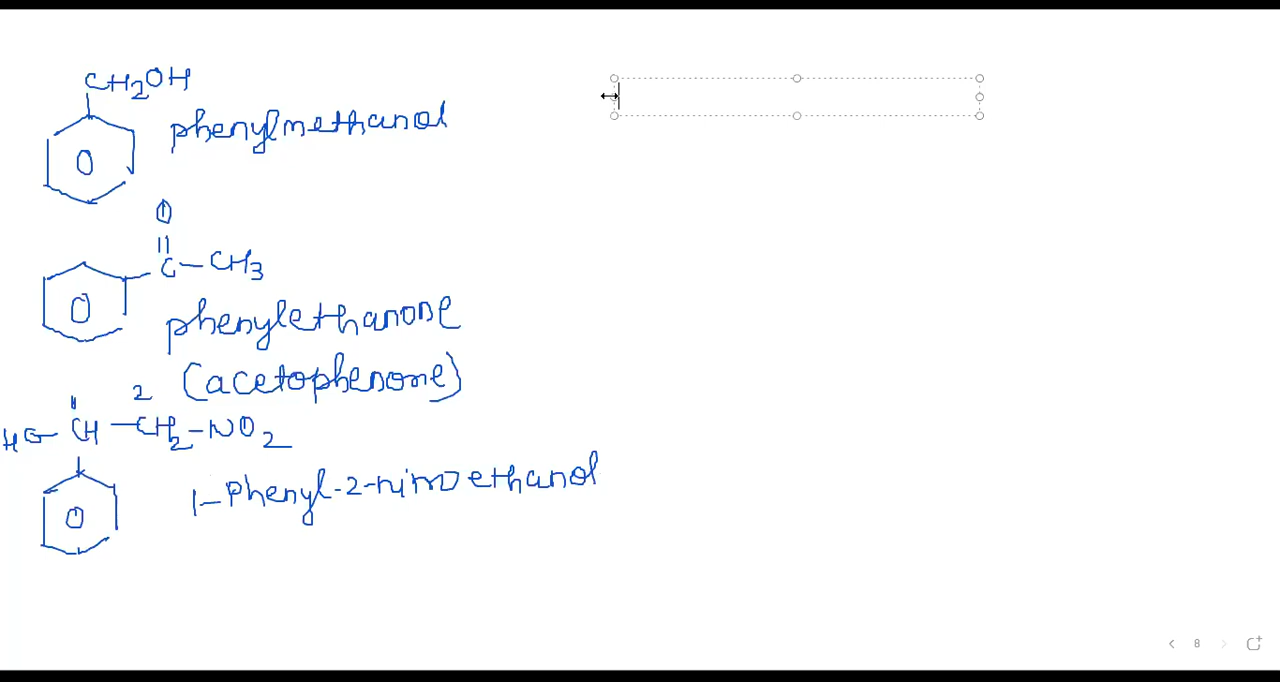 CH2OH
phenylmethanol
O
O
||
C-CH3
O
phenylethanone
(acetophenone)
1 2
HO-CH-CH2-NO2
1-Phenyl-2-nitroethanol
O
8